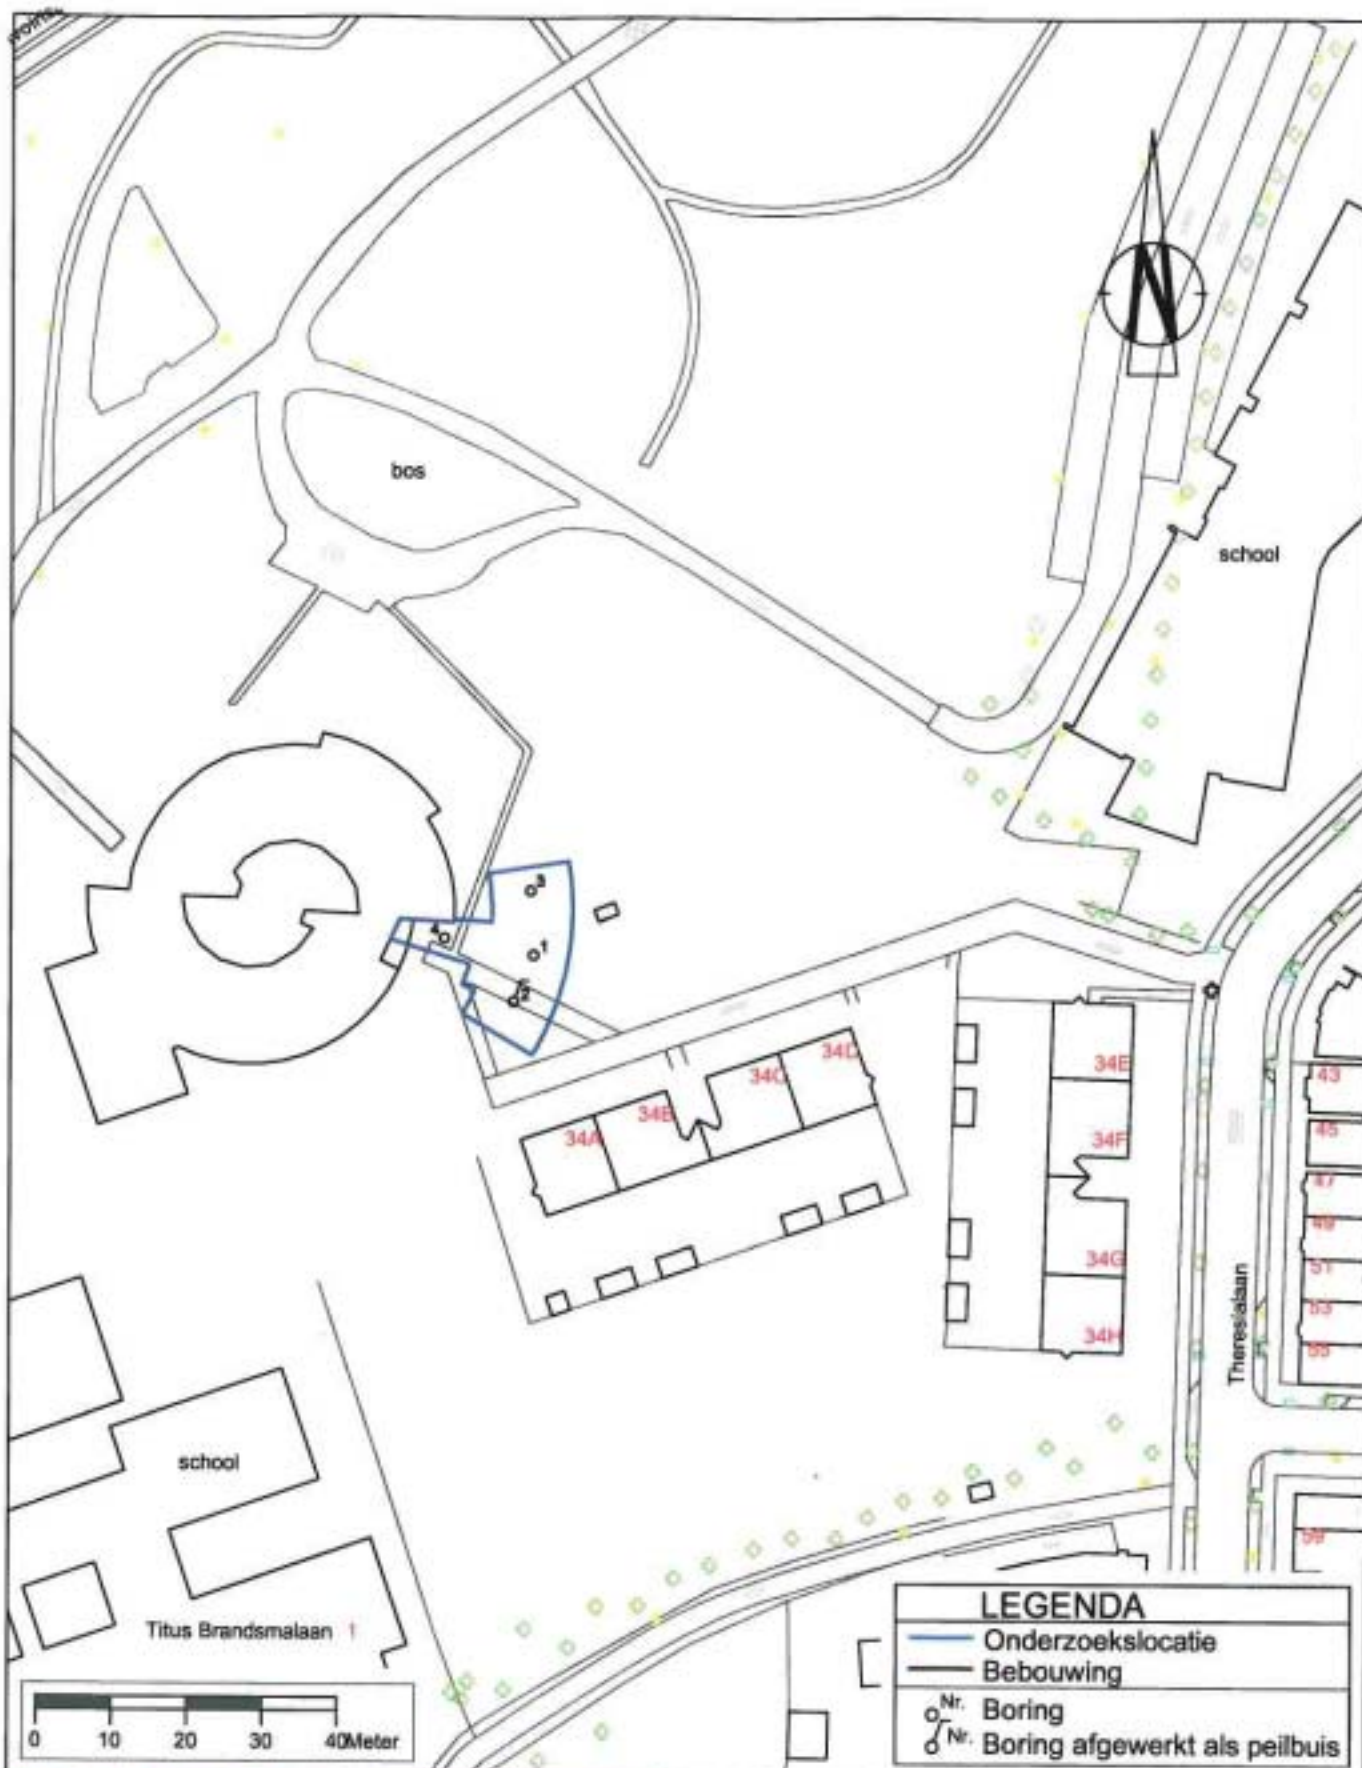 N
bos
school
3
4
1
2
34A
34B
34C
34D
34E
34F
34G
34H
43
45
47
49
51
53
55
59
Theresialaan
school
Titus Brandsmalaan 1
0 10 20 30 40Meter
LEGENDA
Onderzoekslocatie
Bebouwing
Nr. Boring
Nr. Boring afgewerkt als peilbuis